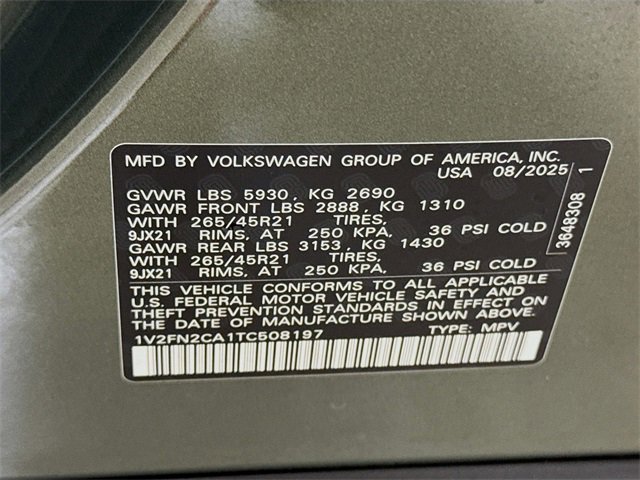 MFD BY VOLKSWAGEN GROUP OF AMERICA, INC.
USA 08/2025
GVWR LBS 5930, KG 2690
GAWR FRONT LBS 2888, KG 1310
WITH 265/45R21 TIRES,
9JX21 RIMS, AT 250 KPA, 36 PSI COLD
GAWR REAR LBS 3153, KG 1430
WITH 265/45R21 TIRES,
9JX21 RIMS, AT 250 KPA, 36 PSI COLD
THIS VEHICLE CONFORMS TO ALL APPLICABLE
U.S. FEDERAL MOTOR VEHICLE SAFETY AND
THEFT PREVENTION STANDARDS IN EFFECT ON
THE DATE OF MANUFACTURE SHOWN ABOVE.
1V2FN2CA1TC508197 TYPE: MPV
3648308 1